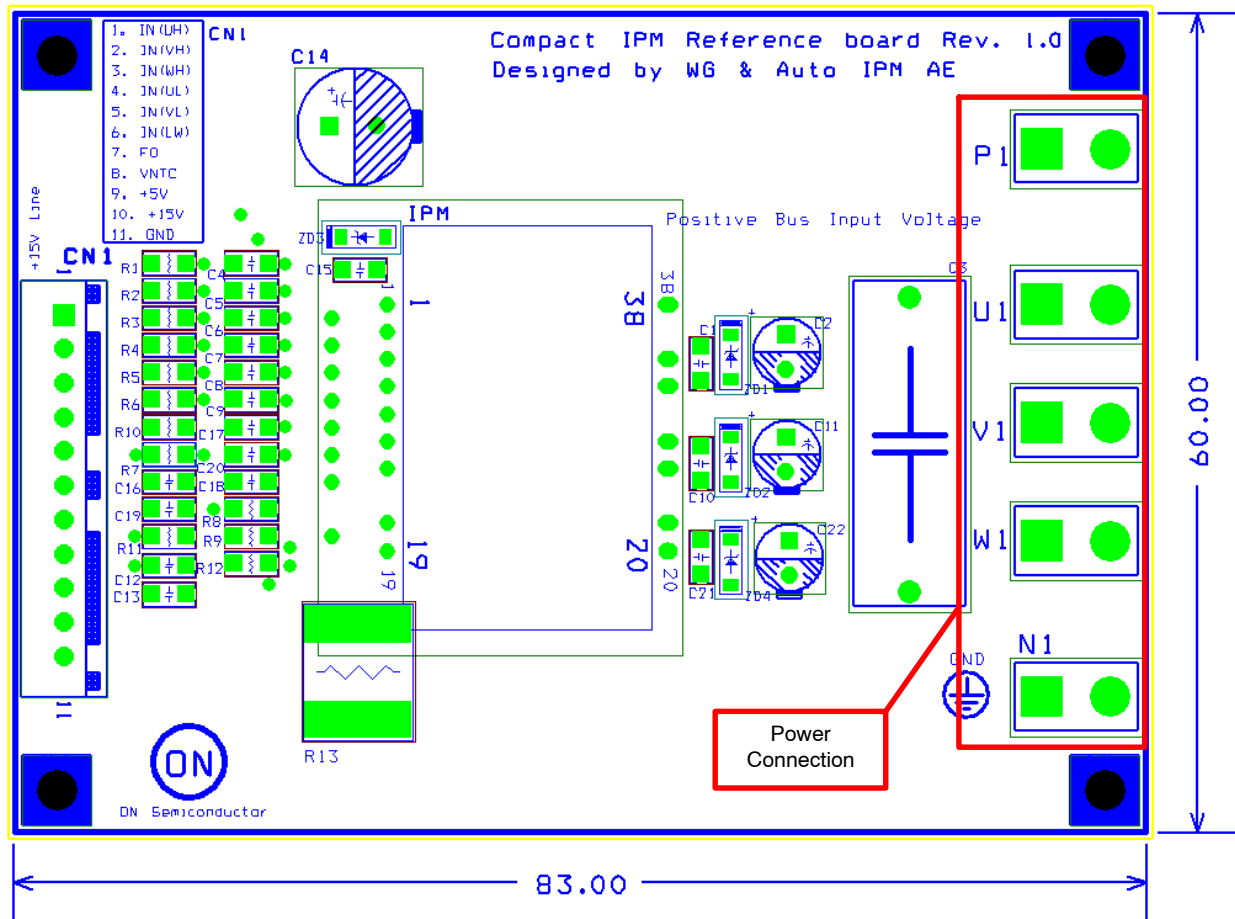 Compact IPM Reference board Rev. 1.0
Designed by WG & Auto IPM AE
CN1
1. IN(UH)
2. IN(VH)
3. IN(WH)
4. IN(UL)
5. IN(VL)
6. IN(LW)
7. FO
8. VNTC
9. +5V
10. +15V
11. GND
+15V Line
CN1
1
11
C14
IPM
ZD3
C15
1
1
38
38
19
19
20
20
R1
R2
R3
R4
R5
R6
R10
R7
C16
C19
R11
C12
C13
C4
C5
C6
C7
C8
C9
C17
C20
C18
R8
R9
R12
R13
Positive Bus Input Voltage
C1
ZD1
C2
C10
ZD2
C11
C21
ZD4
C22
C3
P1
U1
V1
W1
N1
GND
Power
Connection
ON
ON Semiconductor
83.00
60.00